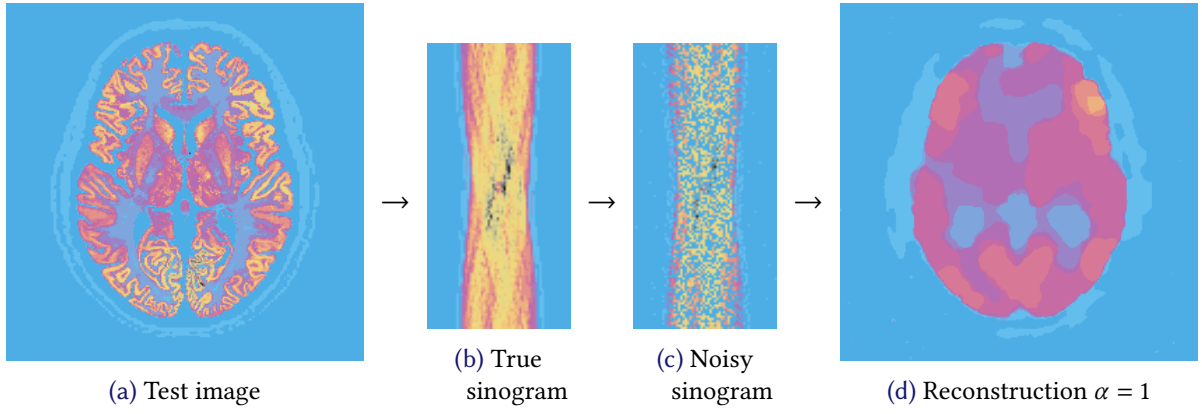 →
→
→
(a) Test image
(b) True
sinogram
(c) Noisy
sinogram
(d) Reconstruction α = 1